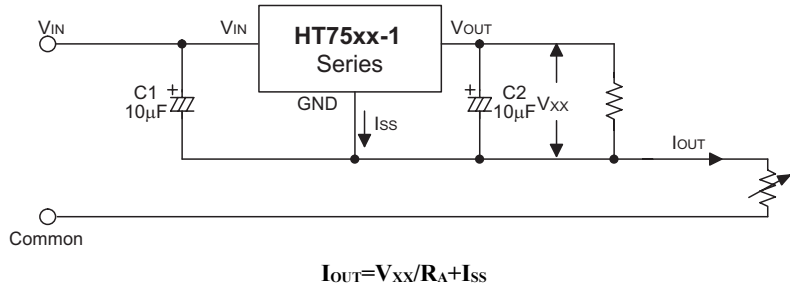 VIN
VIN
HT75xx-1
Series
VOUT
GND
C1
10μF
ISS
C2
10μF
VXX
IOUT
Common
IOUT=VXX/RA+ISS